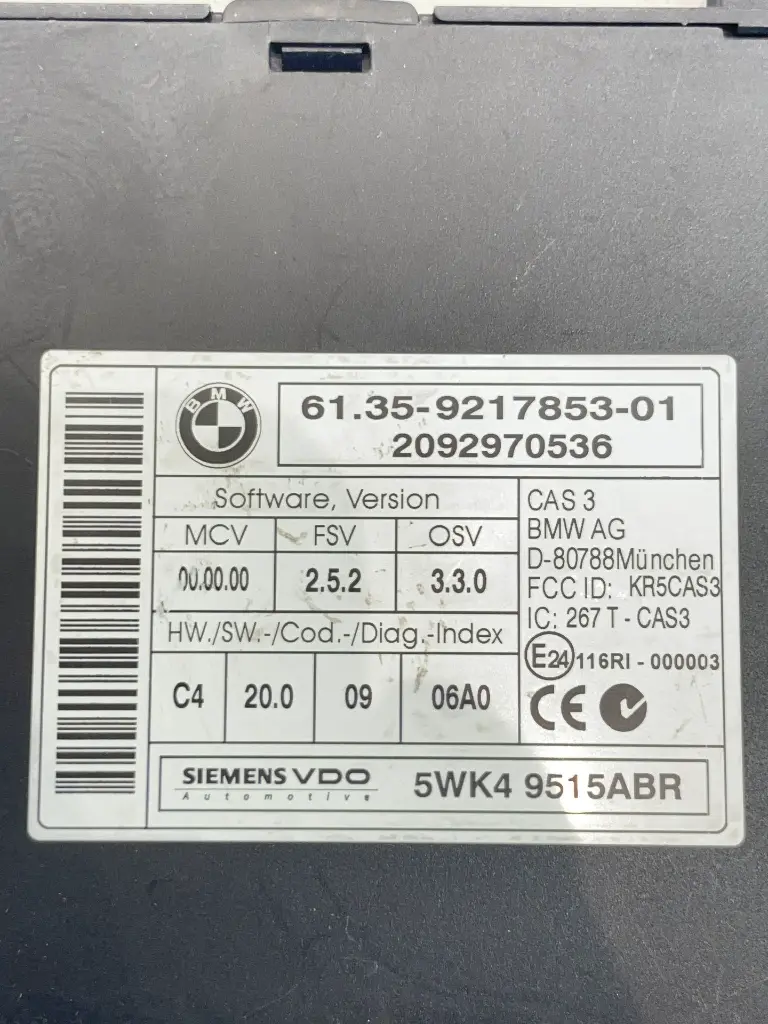 BMW
61.35-9217853-01
2092970536
Software, Version
MCV FSV OSV
00.00.00 2.5.2 3.3.0
HW./SW.-/Cod.-/Diag.-Index
C4 20.0 09 06A0
CAS 3
BMW AG
D-80788München
FCC ID: KR5CAS3
IC: 267 T - CAS3
E24 116RI - 000003
CE
SIEMENS VDO
Automotive
5WK4 9515ABR